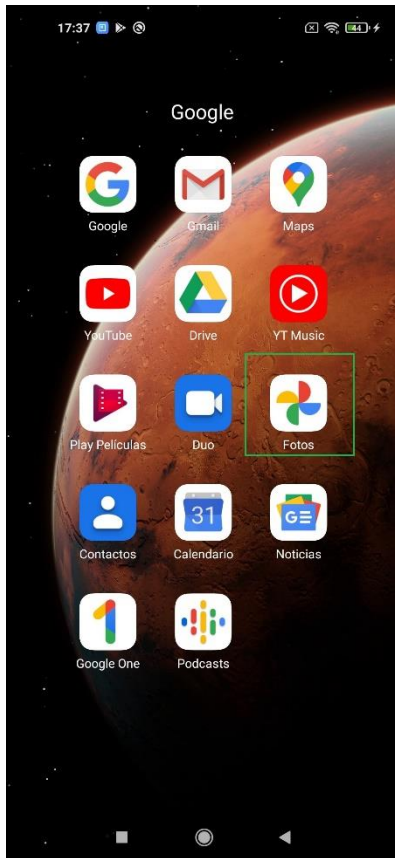 17:37 44
Google
Google Gmail Maps
YouTube Drive YT Music
Play Películas Duo Fotos
31 GE
Contactos Calendario Noticias
Google One Podcasts